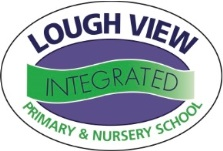 LOUGH VIEW
INTEGRATED
PRIMARY & NURSERY SCHOOL